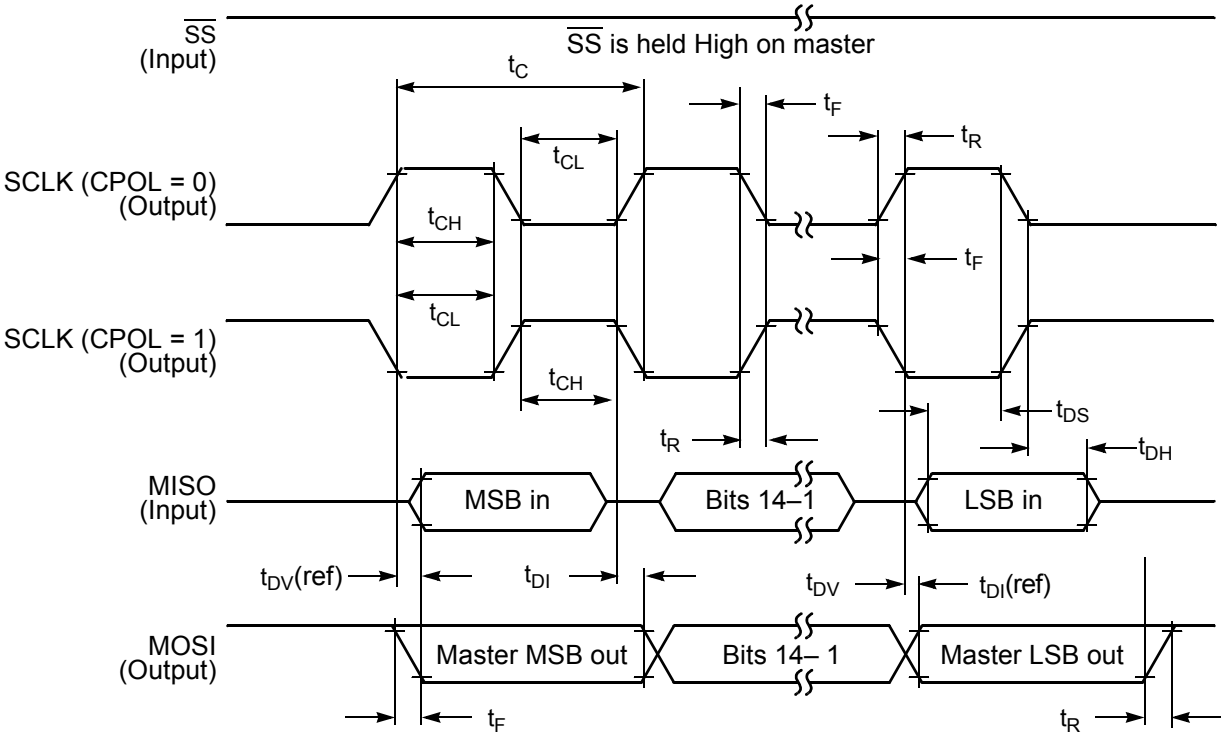 SS
(Input)
SS is held High on master
tC
tF
tR
tCL
SCLK (CPOL = 0)
(Output)
tCH
tF
tCL
SCLK (CPOL = 1)
(Output)
tCH
tDS
tR
tDH
MISO
(Input)
MSB in
Bits 14–1
LSB in
tDV(ref)
tDI
tDV
tDI(ref)
MOSI
(Output)
Master MSB out
Bits 14– 1
Master LSB out
tF
tR